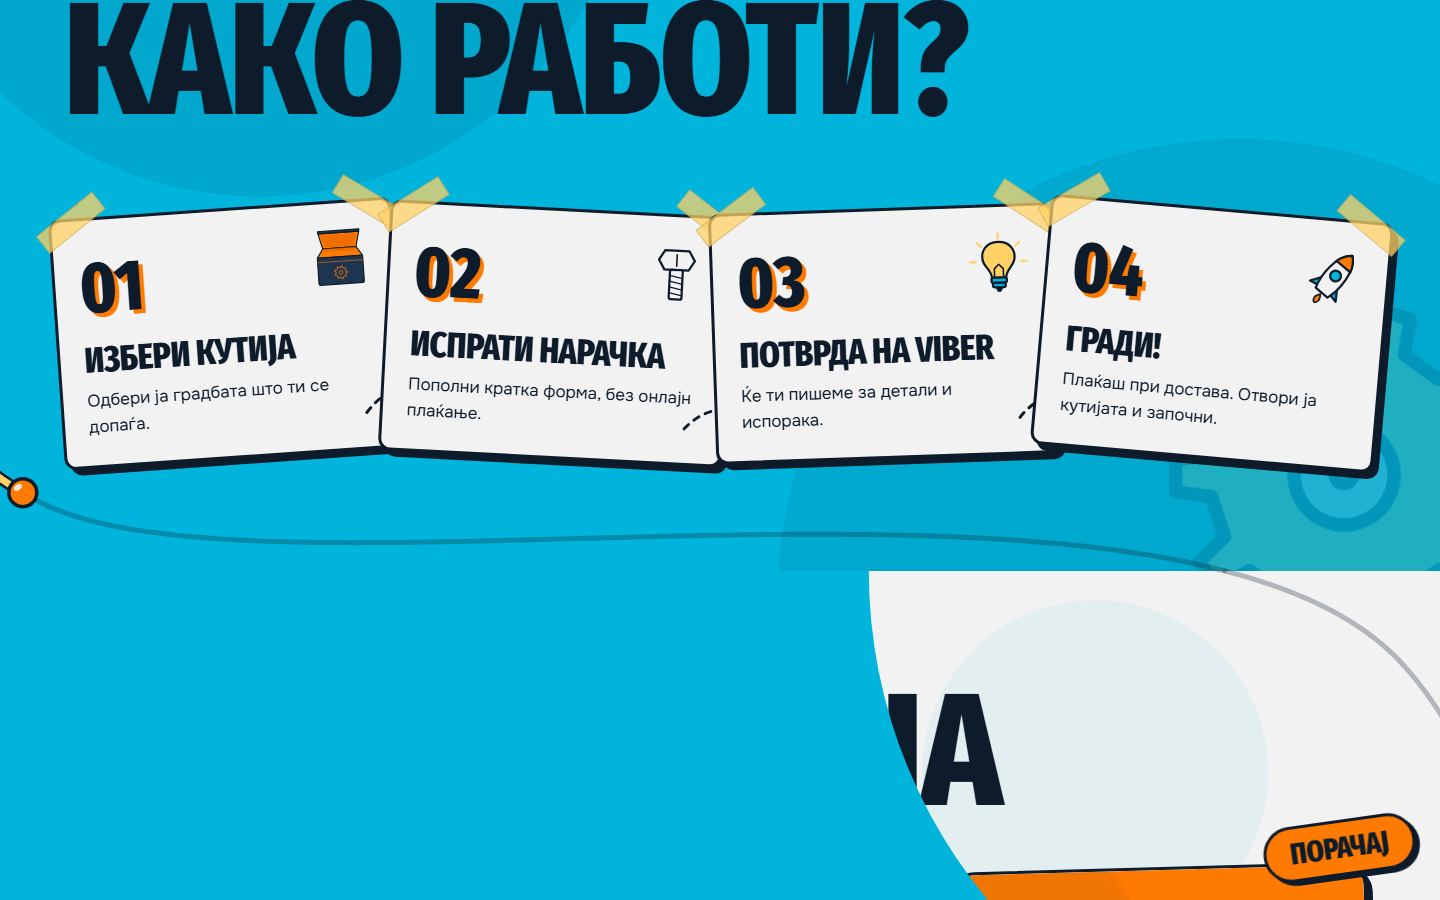 КАКО РАБОТИ?
01
ИЗБЕРИ КУТИЈА
Одбери ја градбата што ти се
допаѓа.
02
ИСПРАТИ НАРАЧКА
Пополни кратка форма, без онлајн
плаќање.
03
ПОТВРДА НА VIBER
Ќе ти пишеме за детали и
испорака.
04
ГРАДИ!
Плаќаш при достава. Отвори ја
кутијата и започни.
ПОРАЧАЈ